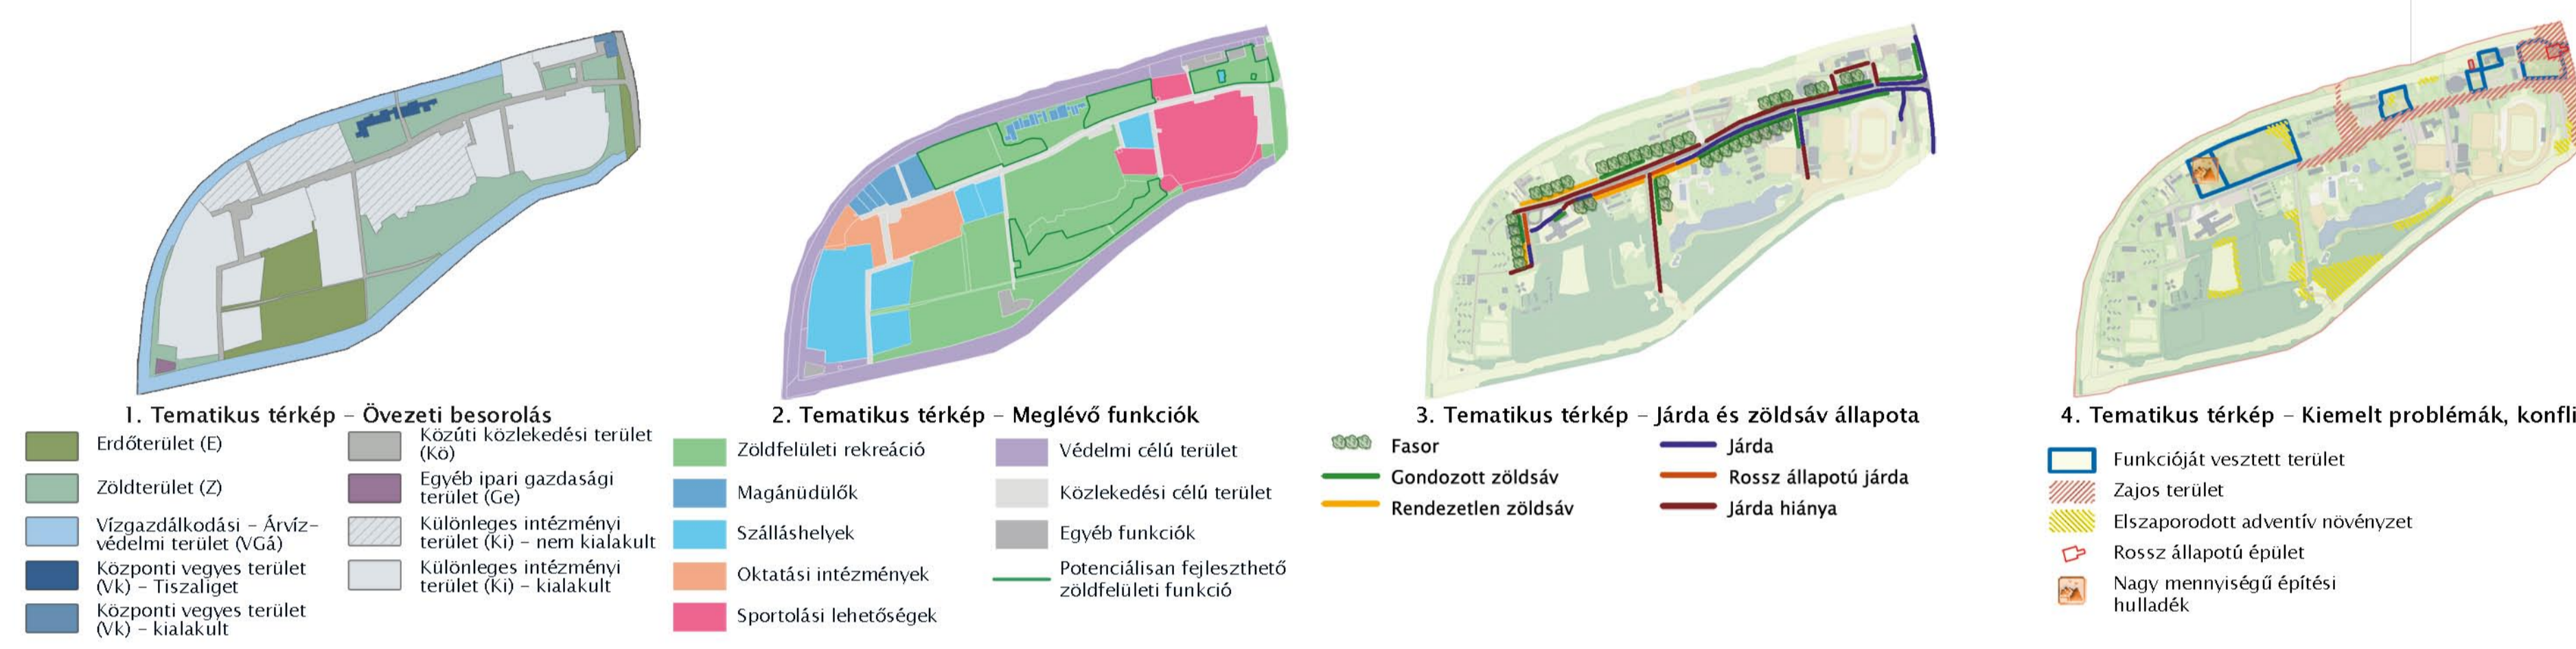 1. Tematikus térkép – Övezeti besorolás
Erdőterület (E)
Zöldterület (Z)
Vízgazdálkodási – Árvíz-
védelmi terület (VGá)
Központi vegyes terület
(Vk) – Tiszaliget
Központi vegyes terület
(Vk) – kialakult
Közúti közlekedési terület
(Kö)
Egyéb ipari gazdasági
terület (Ge)
Különleges intézményi
terület (Ki) – nem kialakult
Különleges intézményi
terület (Ki) – kialakult
2. Tematikus térkép – Meglévő funkciók
Zöldfelületi rekreáció
Magánüdülők
Szálláshelyek
Oktatási intézmények
Sportolási lehetőségek
Védelmi célú terület
Közlekedési célú terület
Egyéb funkciók
Potenciálisan fejleszthető
zöldfelületi funkció
3. Tematikus térkép – Járda és zöldsáv állapota
Fasor
Gondozott zöldsáv
Rendezetlen zöldsáv
Járda
Rossz állapotú járda
Járda hiánya
4. Tematikus térkép – Kiemelt problémák, konfli
Funkcióját vesztett terület
Zajos terület
Elszaporodott adventív növényzet
Rossz állapotú épület
Nagy mennyiségű építési
hulladék